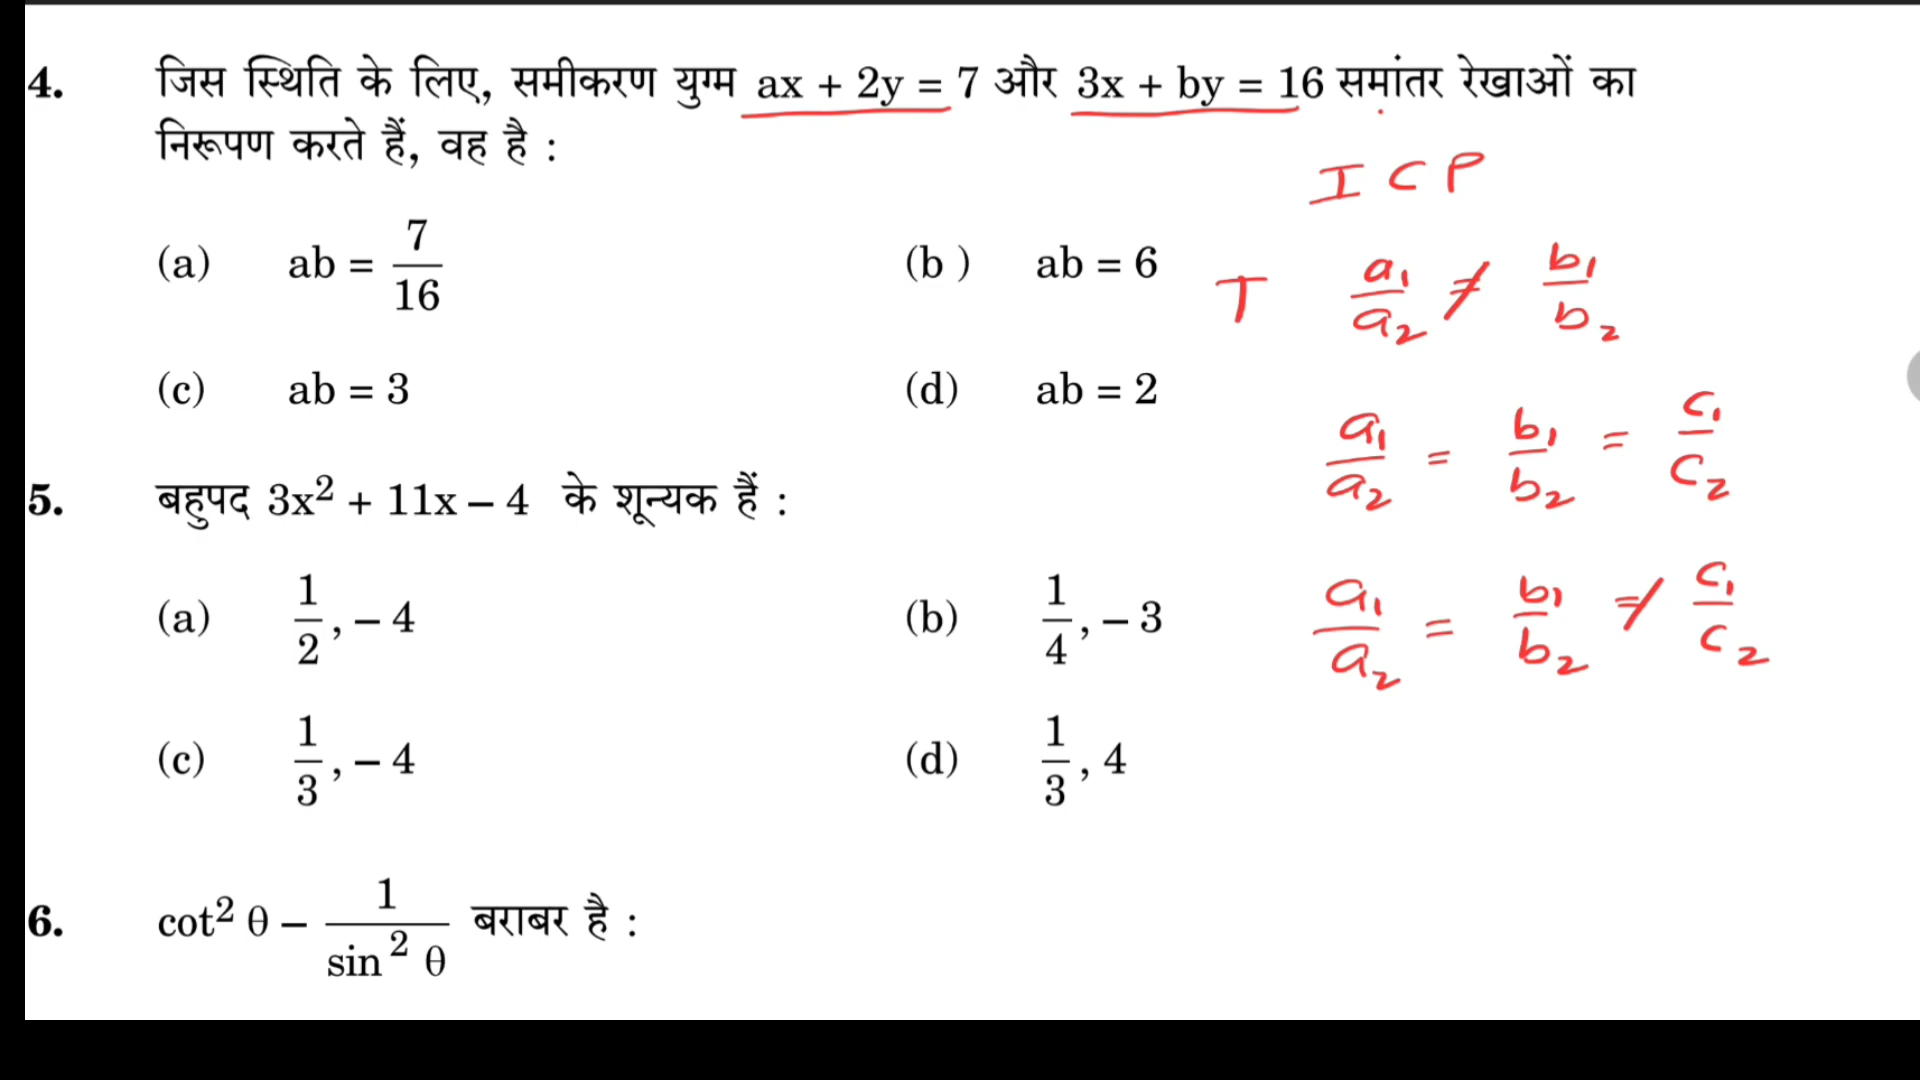 4. जिस स्थिति के लिए, समीकरण युग्म ax + 2y = 7 और 3x + by = 16 समांतर रेखाओं का
निरूपण करते हैं, वह है :
I C P
(a) ab = 7/16 (b ) ab = 6
T a₁/a₂ ≠ b₁/b₂
(c) ab = 3 (d) ab = 2
a₁/a₂ = b₁/b₂ = c₁/c₂
5. बहुपद 3x² + 11x – 4 के शून्यक हैं :
(a) 1/2, – 4 (b) 1/4, – 3
a₁/a₂ = b₁/b₂ ≠ c₁/c₂
(c) 1/3, – 4 (d) 1/3, 4
6. cot² θ – 1/sin² θ बराबर है :